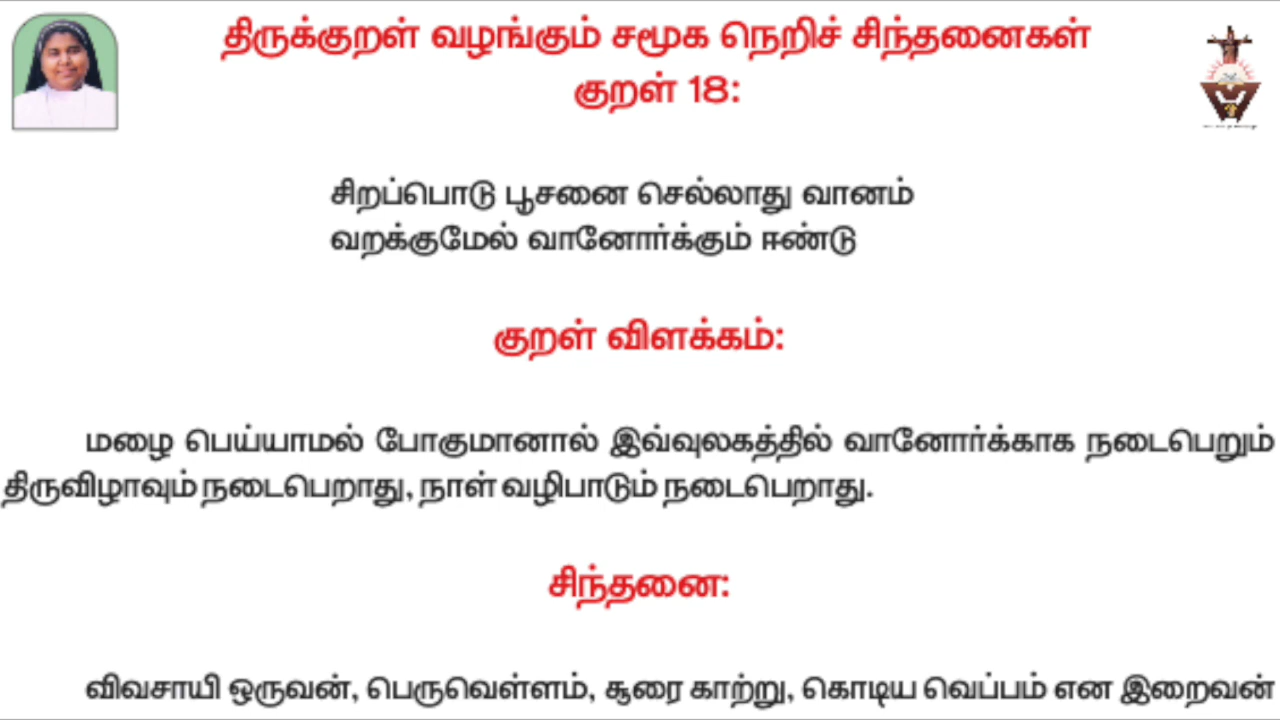 திருக்குறள் வழங்கும் சமூக நெறிச் சிந்தனைகள்
குறள் 18:
சிறப்பொடு பூசனை செல்லாது வானம்
வறக்குமேல் வானோர்க்கும் ஈண்டு
குறள் விளக்கம்:
மழை பெய்யாமல் போகுமானால் இவ்வுலகத்தில் வானோர்க்காக நடைபெறும்
திருவிழாவும் நடைபெறாது, நாள் வழிபாடும் நடைபெறாது.
சிந்தனை:
விவசாயி ஒருவன், பெருவெள்ளம், சூரை காற்று, கொடிய வெப்பம் என இறைவன்